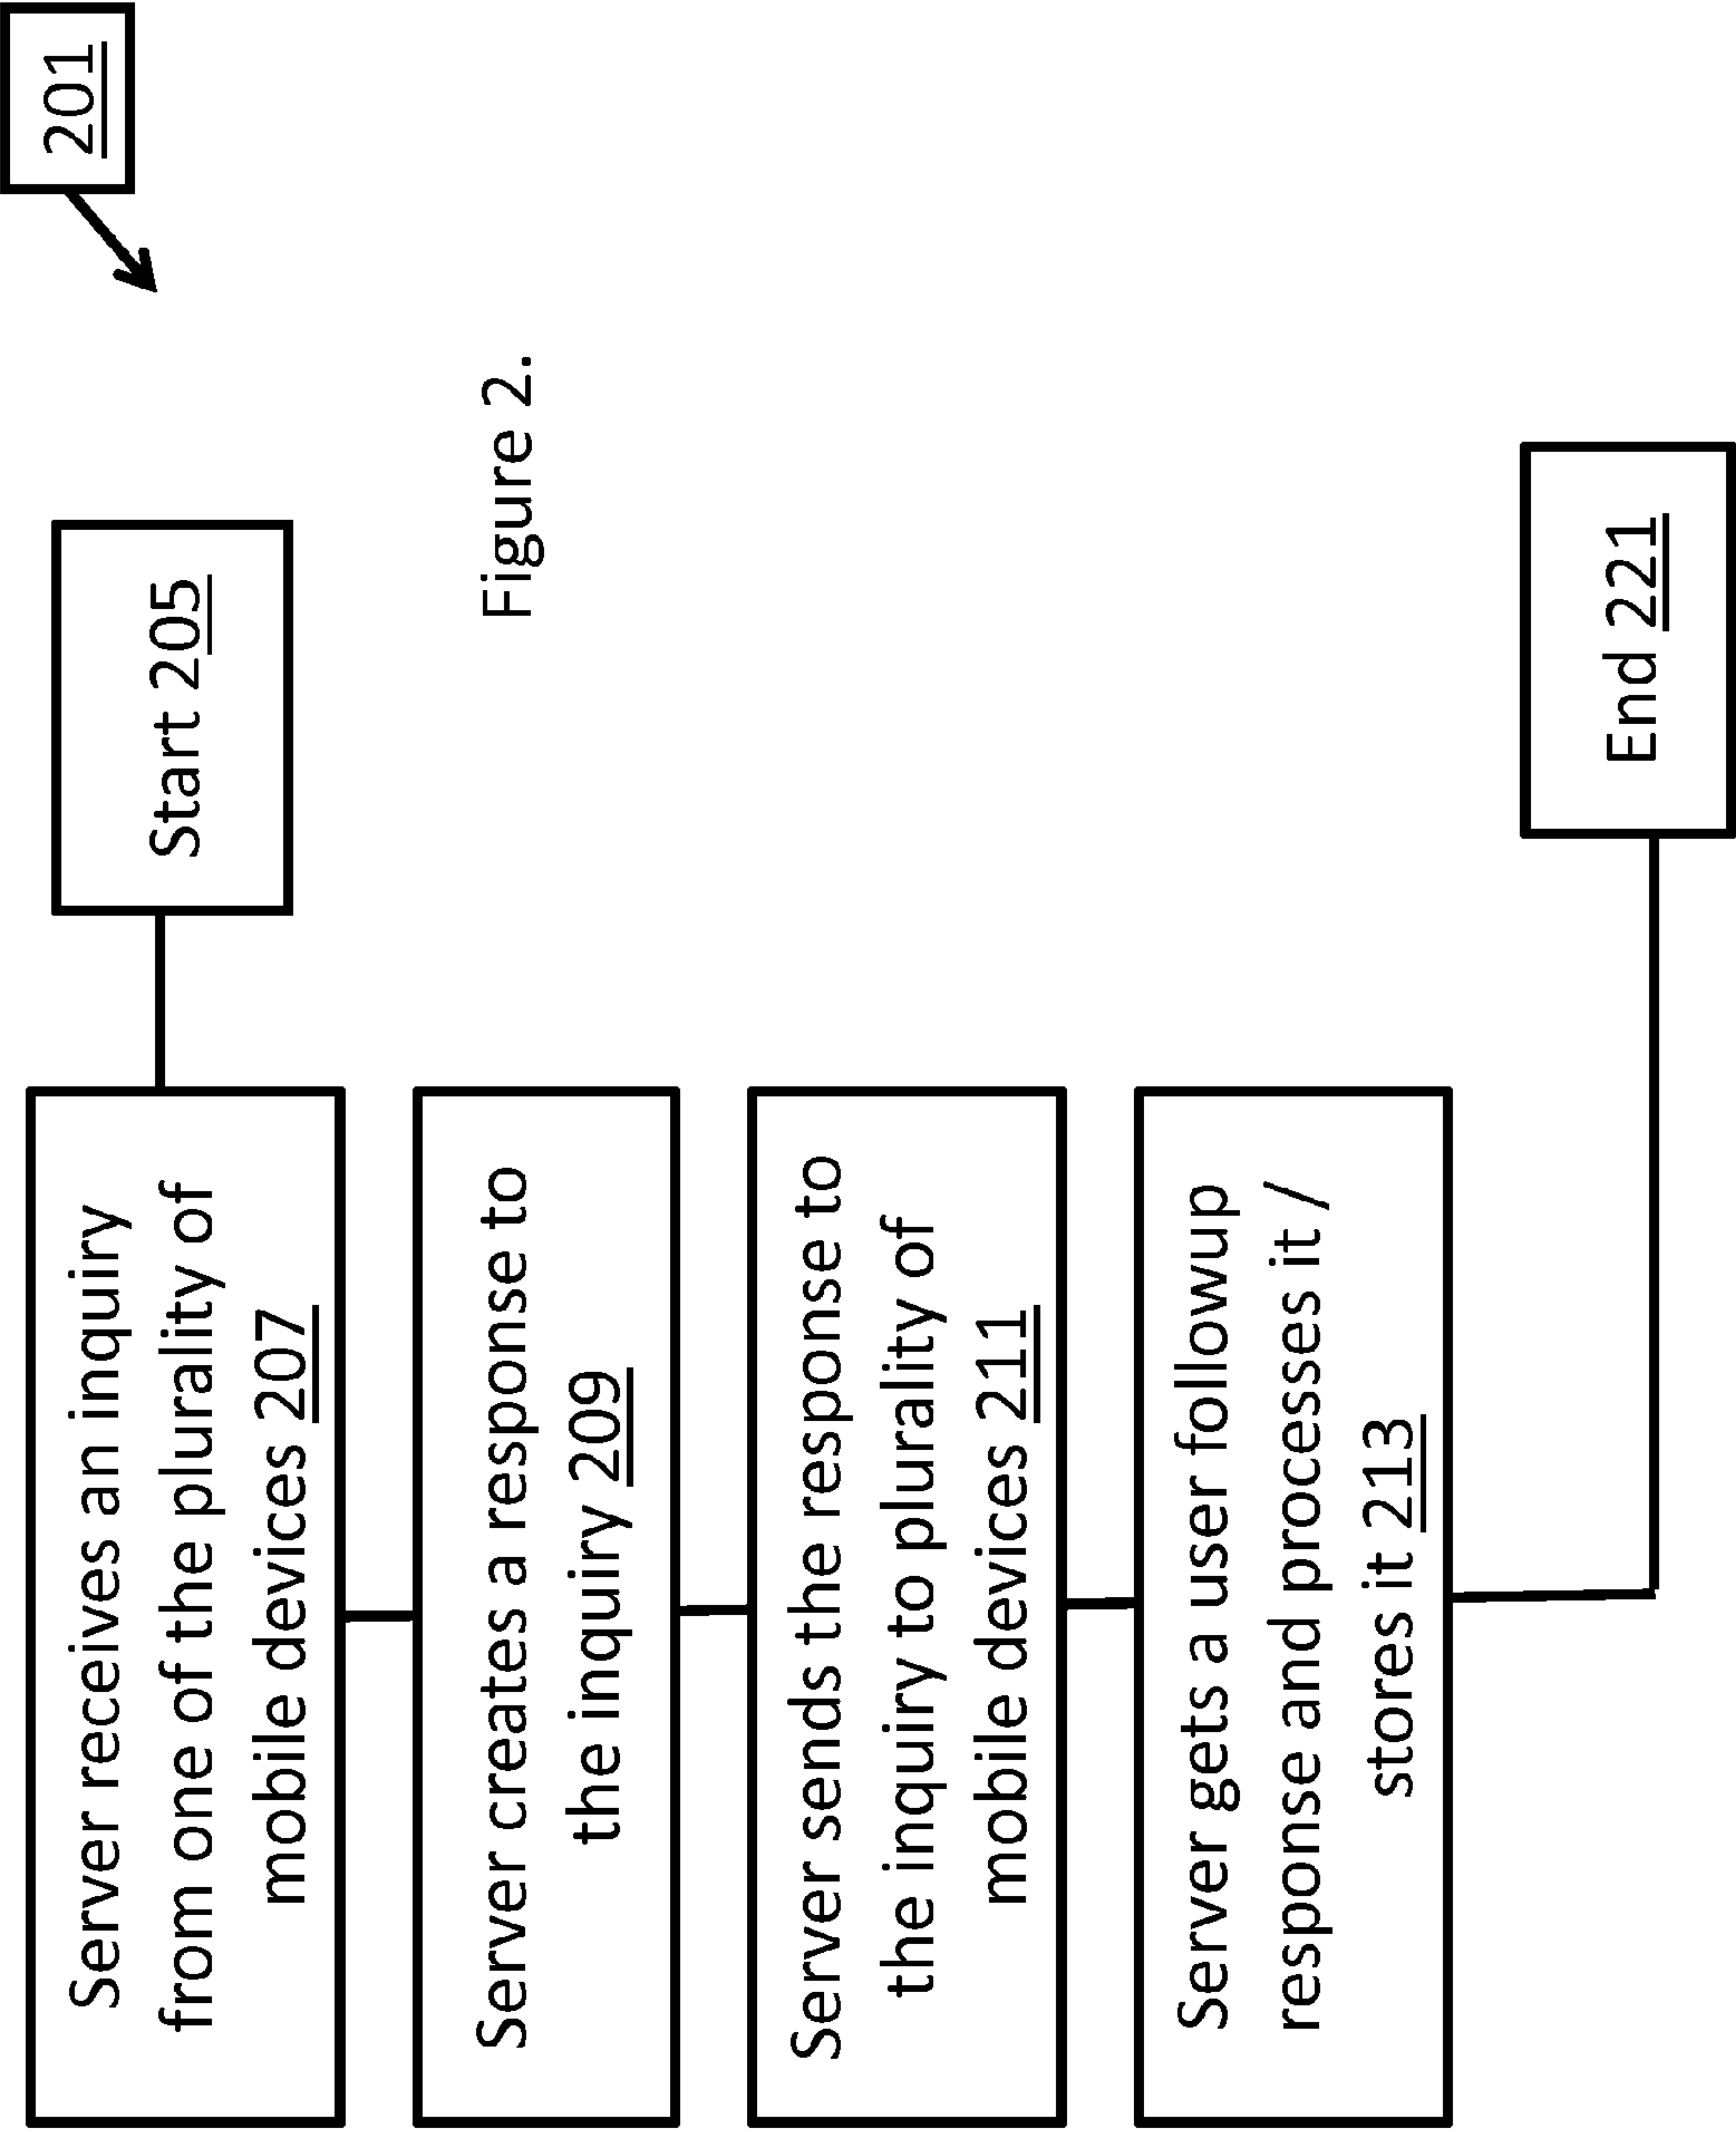 201
Start 205
Server receives an inquiry
from one of the plurality of
mobile devices 207
Figure 2.
Server creates a response to
the inquiry 209
Server sends the response to
the inquiry to plurality of
mobile devices 211
Server gets a user followup
response and processes it /
stores it 213
End 221